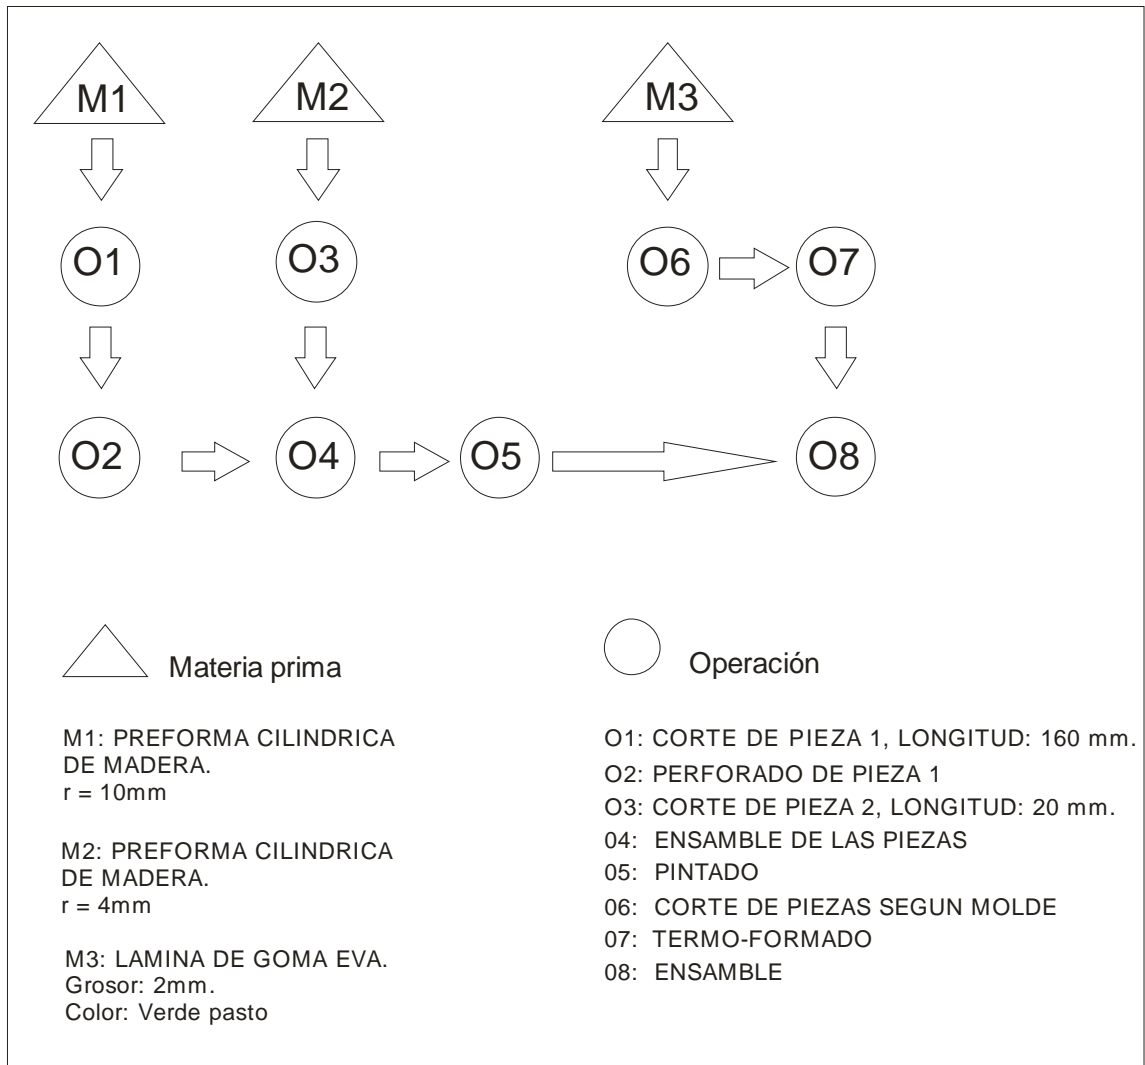 M1 M2 M3
O1 O3 O6 O7
O2 O4 O5 O8
Materia prima
Operación
M1: PREFORMA CILINDRICA
DE MADERA.
r = 10mm
M2: PREFORMA CILINDRICA
DE MADERA.
r = 4mm
M3: LAMINA DE GOMA EVA.
Grosor: 2mm.
Color: Verde pasto
O1: CORTE DE PIEZA 1, LONGITUD: 160 mm.
O2: PERFORADO DE PIEZA 1
O3: CORTE DE PIEZA 2, LONGITUD: 20 mm.
04: ENSAMBLE DE LAS PIEZAS
05: PINTADO
06: CORTE DE PIEZAS SEGUN MOLDE
07: TERMO-FORMADO
08: ENSAMBLE